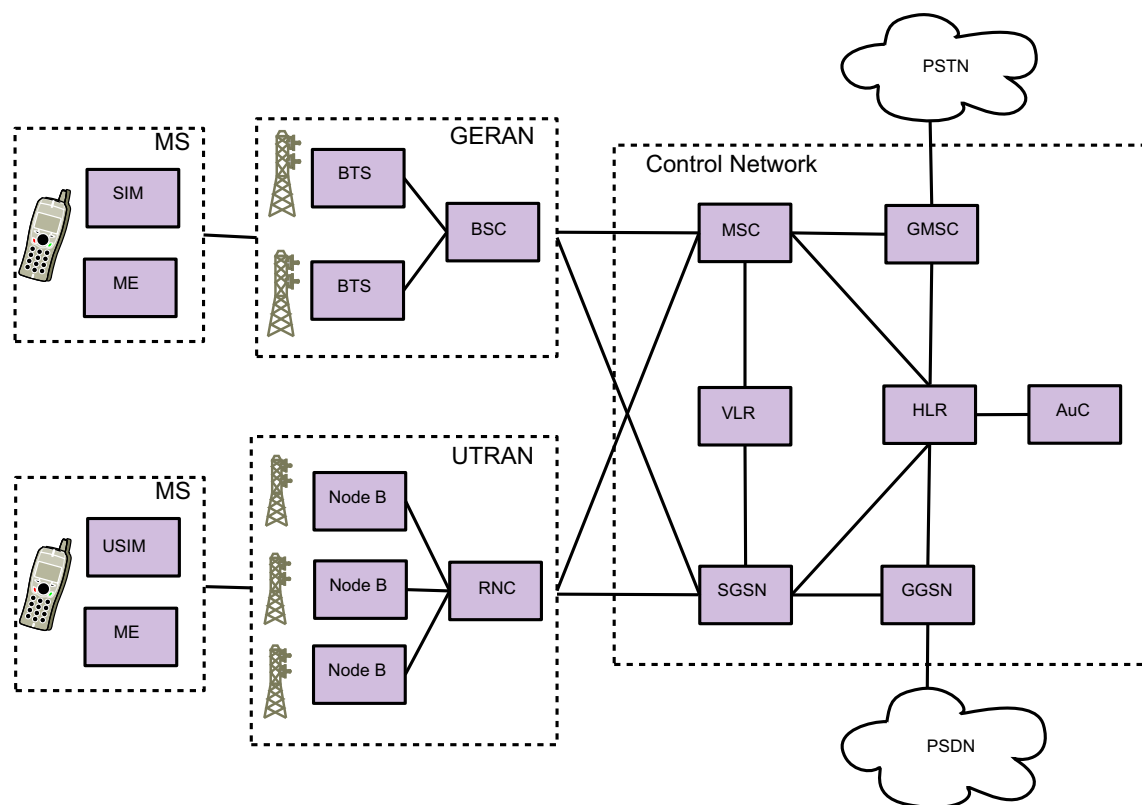 PSTN
MS
GERAN
Control Network
SIM
BTS
BSC
MSC
GMSC
ME
BTS
VLR
HLR
AuC
MS
UTRAN
USIM
Node B
ME
Node B
RNC
SGSN
GGSN
Node B
PSDN